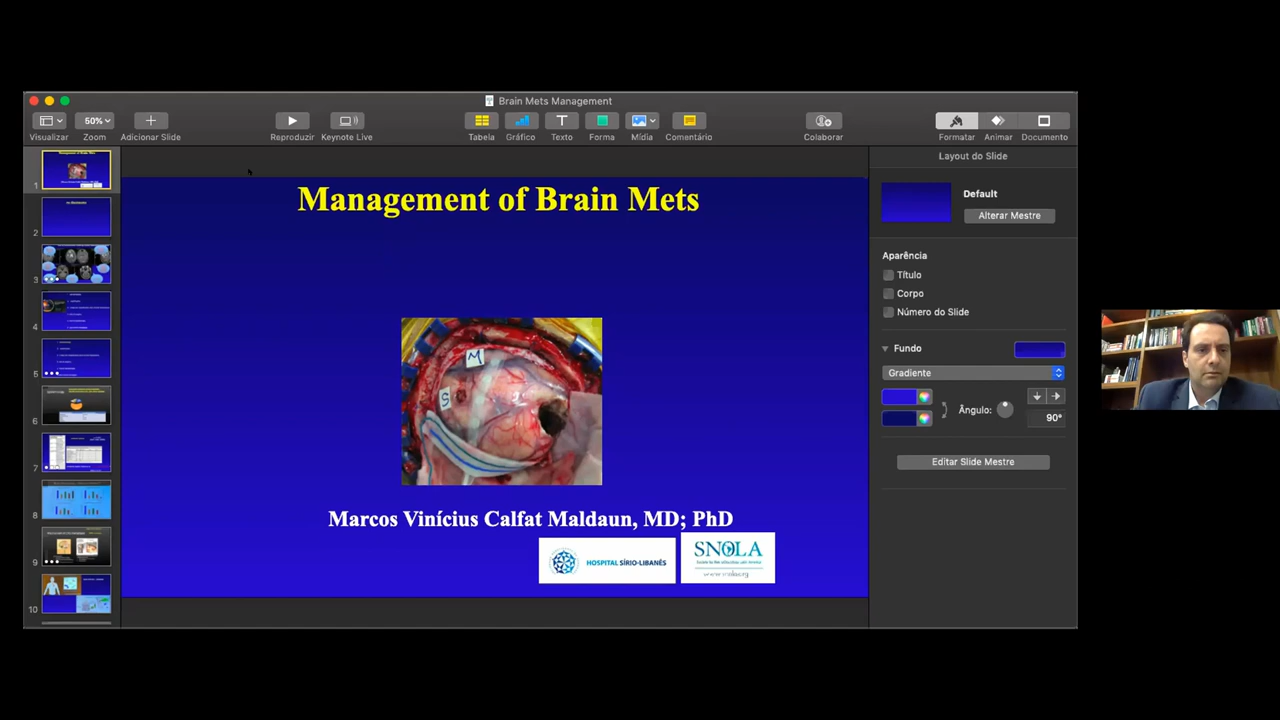 Brain Mets Management
50%
Visualizar
Zoom
Adicionar Slide
Reproduzir
Keynote Live
Tabela
Gráfico
Texto
Forma
Mídia
Comentário
Colaborar
Formatar
Animar
Documento
1
2
3
4
5
6
7
8
9
10
Management of Brain Mets
M
S
Marcos Vinícius Calfat Maldaun, MD; PhD
HOSPITAL SÍRIO-LIBANÊS
SNOLA
Layout do Slide
Default
Alterar Mestre
Aparência
Título
Corpo
Número do Slide
Fundo
Gradiente
Ângulo:
90°
Editar Slide Mestre